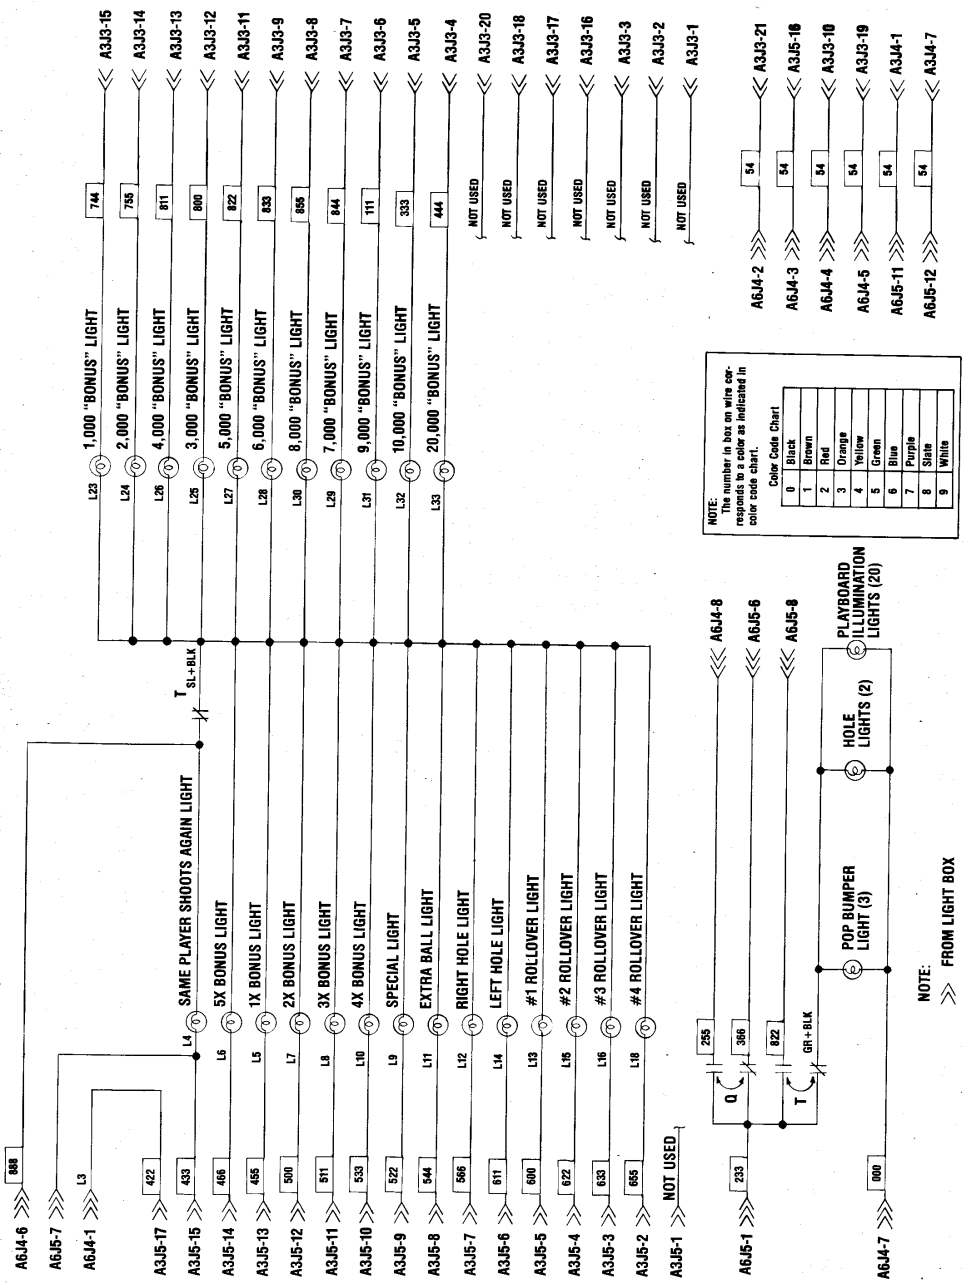 A6J4-6
888
A6J5-7
A6J4-1
L3
A3J5-17
422
A3J5-15
433
L4
SAME PLAYER SHOOTS AGAIN LIGHT
T
SL+BLK
A3J5-14
466
L6
5X BONUS LIGHT
A3J5-13
455
L5
1X BONUS LIGHT
A3J5-12
500
L7
2X BONUS LIGHT
A3J5-11
511
L8
3X BONUS LIGHT
A3J5-10
533
L10
4X BONUS LIGHT
A3J5-9
522
L9
SPECIAL LIGHT
A3J5-8
544
L11
EXTRA BALL LIGHT
A3J5-7
566
L12
RIGHT HOLE LIGHT
A3J5-6
611
L14
LEFT HOLE LIGHT
A3J5-5
600
L13
#1 ROLLOVER LIGHT
A3J5-4
622
L15
#2 ROLLOVER LIGHT
A3J5-3
633
L16
#3 ROLLOVER LIGHT
A3J5-2
655
L18
#4 ROLLOVER LIGHT
A3J5-1
NOT USED
L23
1,000 “BONUS” LIGHT
744
A3J3-15
L24
2,000 “BONUS” LIGHT
755
A3J3-14
L26
4,000 “BONUS” LIGHT
811
A3J3-13
L25
3,000 “BONUS” LIGHT
800
A3J3-12
L27
5,000 “BONUS” LIGHT
822
A3J3-11
L28
6,000 “BONUS” LIGHT
833
A3J3-9
L30
8,000 “BONUS” LIGHT
855
A3J3-8
L29
7,000 “BONUS” LIGHT
844
A3J3-7
L31
9,000 “BONUS” LIGHT
111
A3J3-6
L32
10,000 “BONUS” LIGHT
333
A3J3-5
L33
20,000 “BONUS” LIGHT
444
A3J3-4
NOT USED
A3J3-20
NOT USED
A3J3-18
NOT USED
A3J3-17
NOT USED
A3J3-16
NOT USED
A3J3-3
NOT USED
A3J3-2
NOT USED
A3J3-1
A6J5-1
233
Q
255
A6J4-8
366
A6J5-6
T
822
A6J5-8
GR+BLK
POP BUMPER
LIGHT (3)
HOLE
LIGHTS (2)
PLAYBOARD
ILLUMINATION
LIGHTS (20)
A6J4-7
000
NOTE:
FROM LIGHT BOX
NOTE:
The number in box on wire cor-
responds to a color as indicated in
color code chart.
Color Code Chart
0 Black
1 Brown
2 Red
3 Orange
4 Yellow
5 Green
6 Blue
7 Purple
8 Slate
9 White
A6J4-2
54
A3J3-21
A6J4-3
54
A3J5-16
A6J4-4
54
A3J3-10
A6J4-5
54
A3J3-19
A6J5-11
54
A3J4-1
A6J5-12
54
A3J4-7